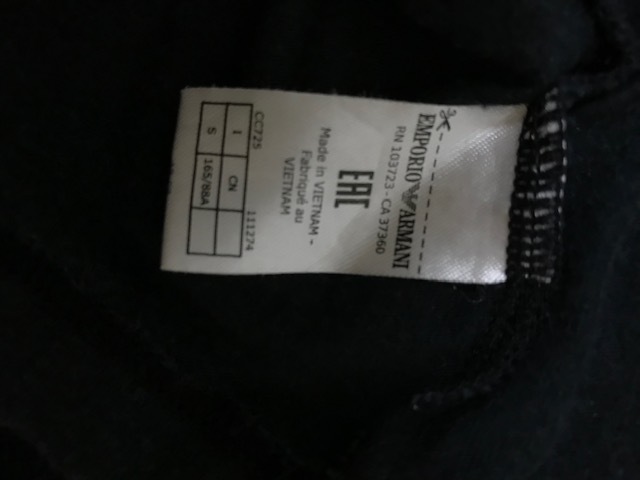 EMPORIO ARMANI
RN 103723 - CA 37360
EAC
Made in VIETNAM -
Fabriqué au
VIETNAM
CC725 111274
I CN
S 165/88A